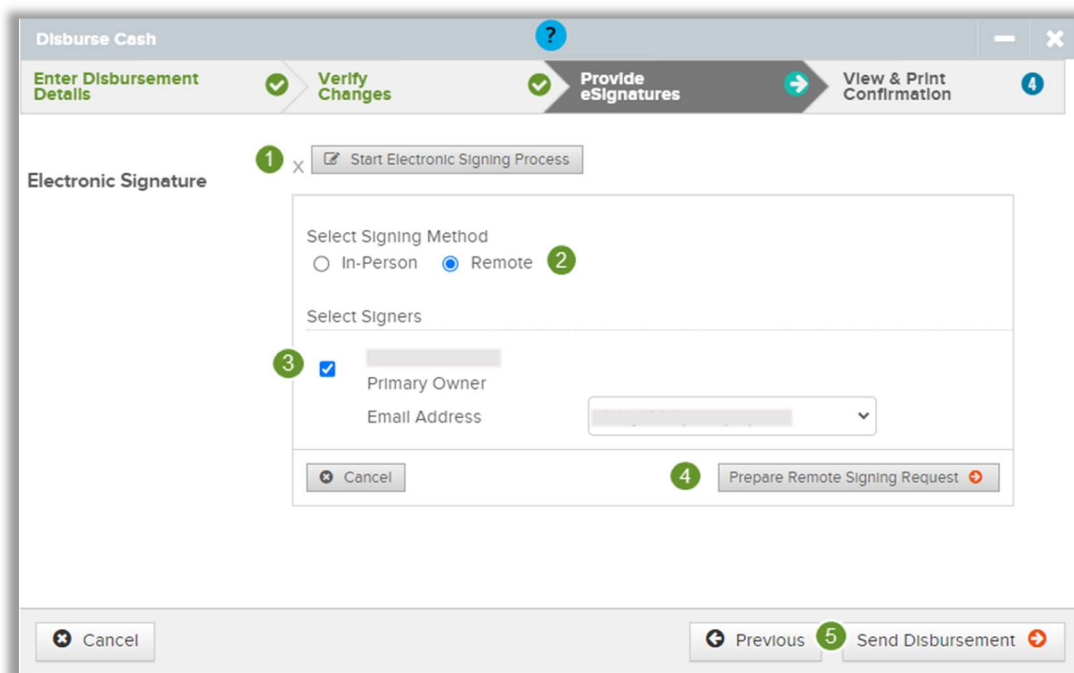 Disburse Cash ?
Enter Disbursement Details
Verify Changes
Provide eSignatures
View & Print Confirmation 4
1 X Start Electronic Signing Process
Electronic Signature
Select Signing Method
In-Person Remote 2
Select Signers
3
Primary Owner
Email Address
Cancel 4 Prepare Remote Signing Request
Cancel Previous 5 Send Disbursement